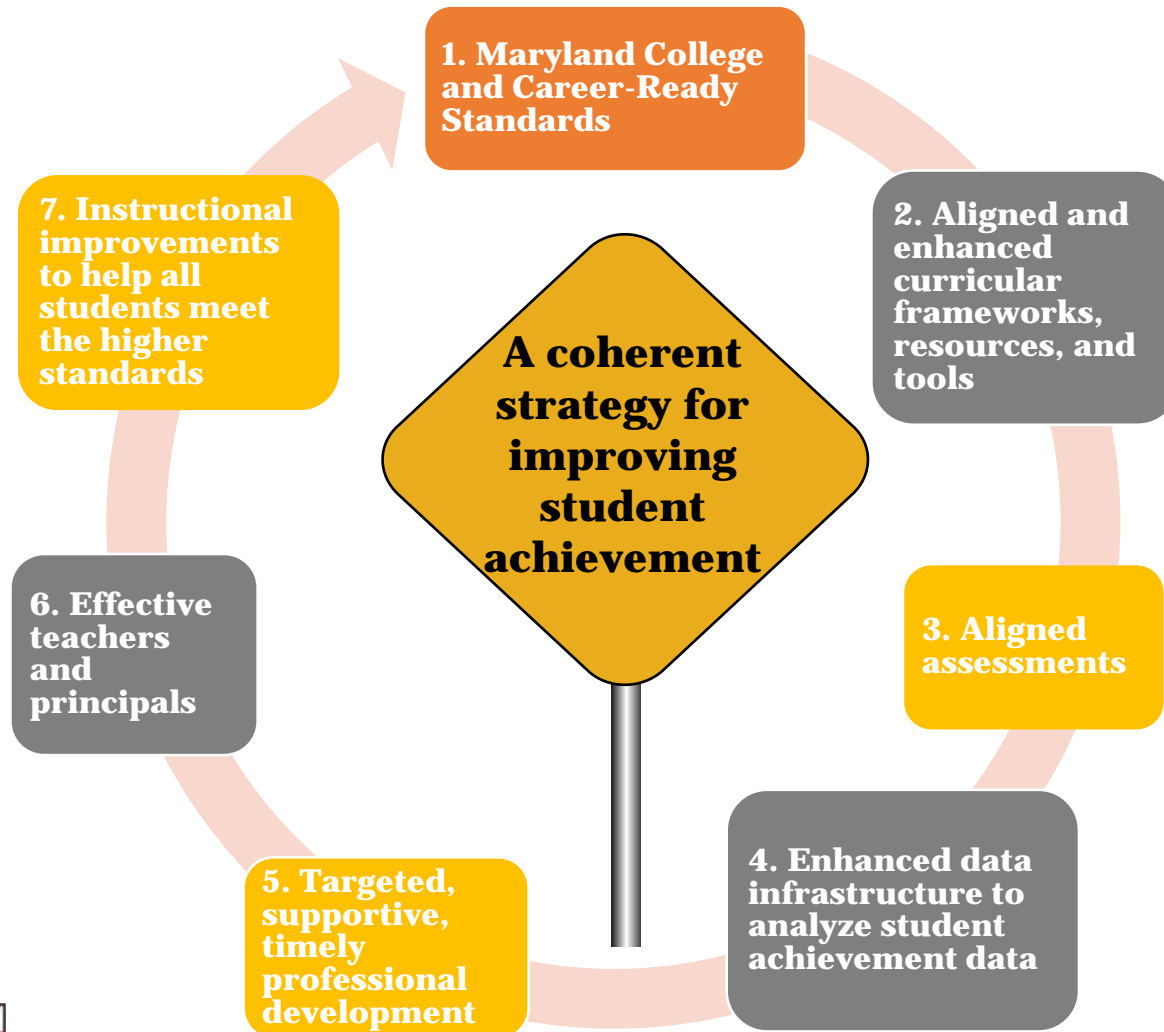 1. Maryland College
and Career-Ready
Standards
2. Aligned and
enhanced
curricular
frameworks,
resources, and
tools
3. Aligned
assessments
4. Enhanced data
infrastructure to
analyze student
achievement data
5. Targeted,
supportive,
timely
professional
development
6. Effective
teachers
and
principals
7. Instructional
improvements
to help all
students meet
the higher
standards
A coherent
strategy for
improving
student
achievement